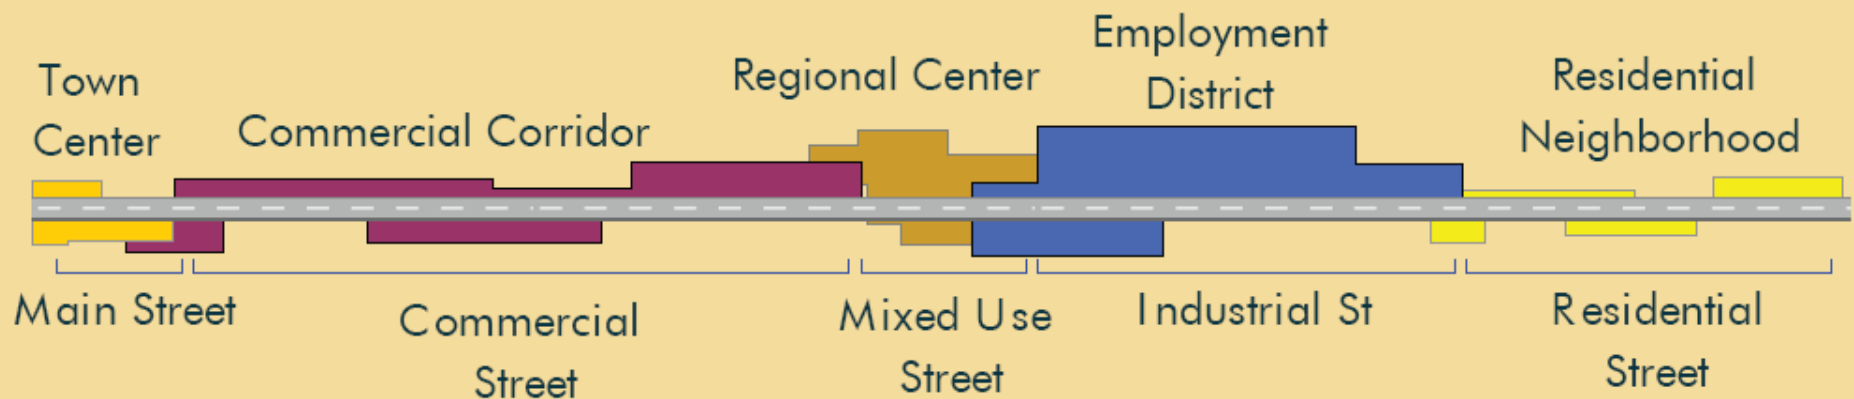 Town
Center
Commercial Corridor
Regional Center
Employment
District
Residential
Neighborhood
Main Street
Commercial
Street
Mixed Use
Street
Industrial St
Residential
Street